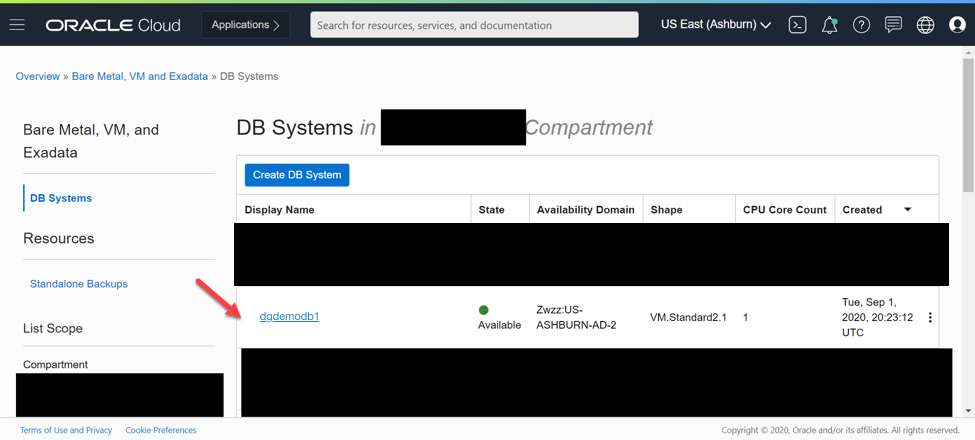 ORACLE Cloud
Applications
Search for resources, services, and documentation
US East (Ashburn)
Overview » Bare Metal, VM and Exadata » DB Systems
Bare Metal, VM, and
Exadata
DB Systems
Resources
Standalone Backups
List Scope
Compartment
DB Systems in Compartment
Create DB System
Display Name State Availability Domain Shape CPU Core Count Created
dqdemodb1
Available
Zwzz:US-
ASHBURN-AD-2
VM.Standard2.1
1
Tue, Sep 1,
2020, 20:23:12
UTC
Terms of Use and Privacy Cookie Preferences
Copyright © 2020, Oracle and/or its affiliates. All rights reserved.